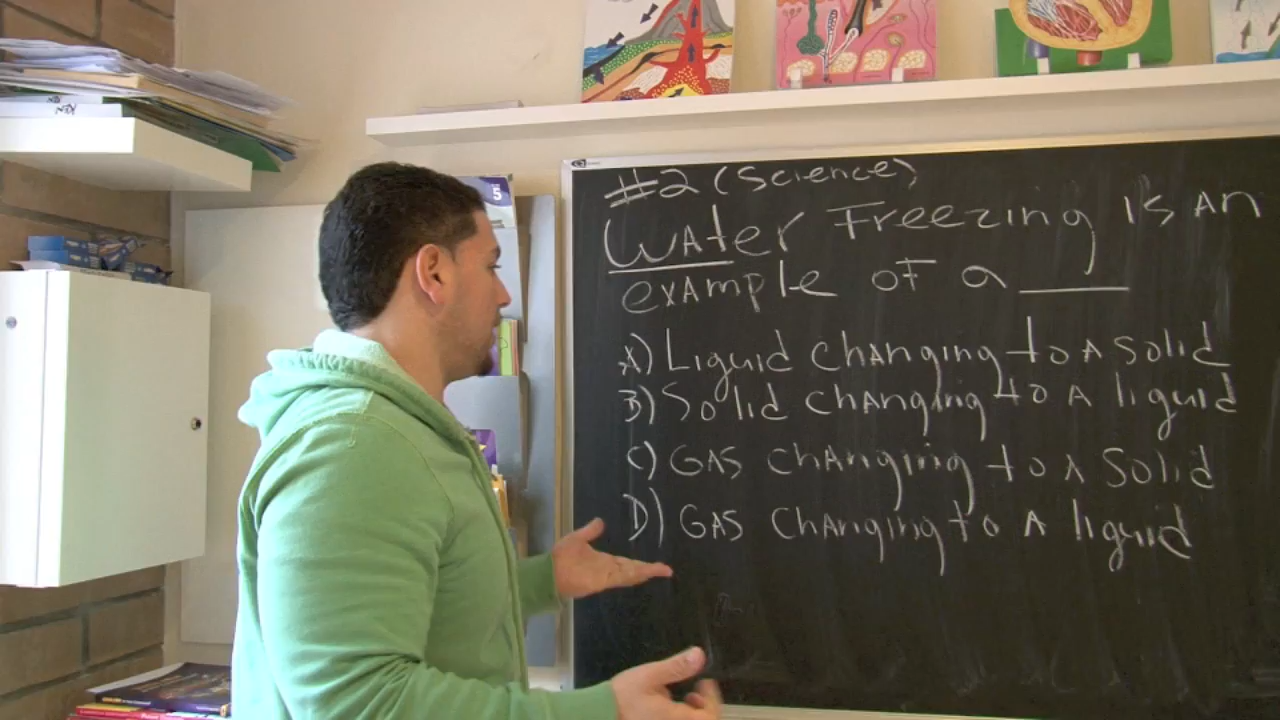 #2 (Science)
Water Freezing is an
example of a ____
A) Liquid changing to a solid
B) Solid changing to a liquid
C) Gas changing to a solid
D) Gas changing to a liquid
5